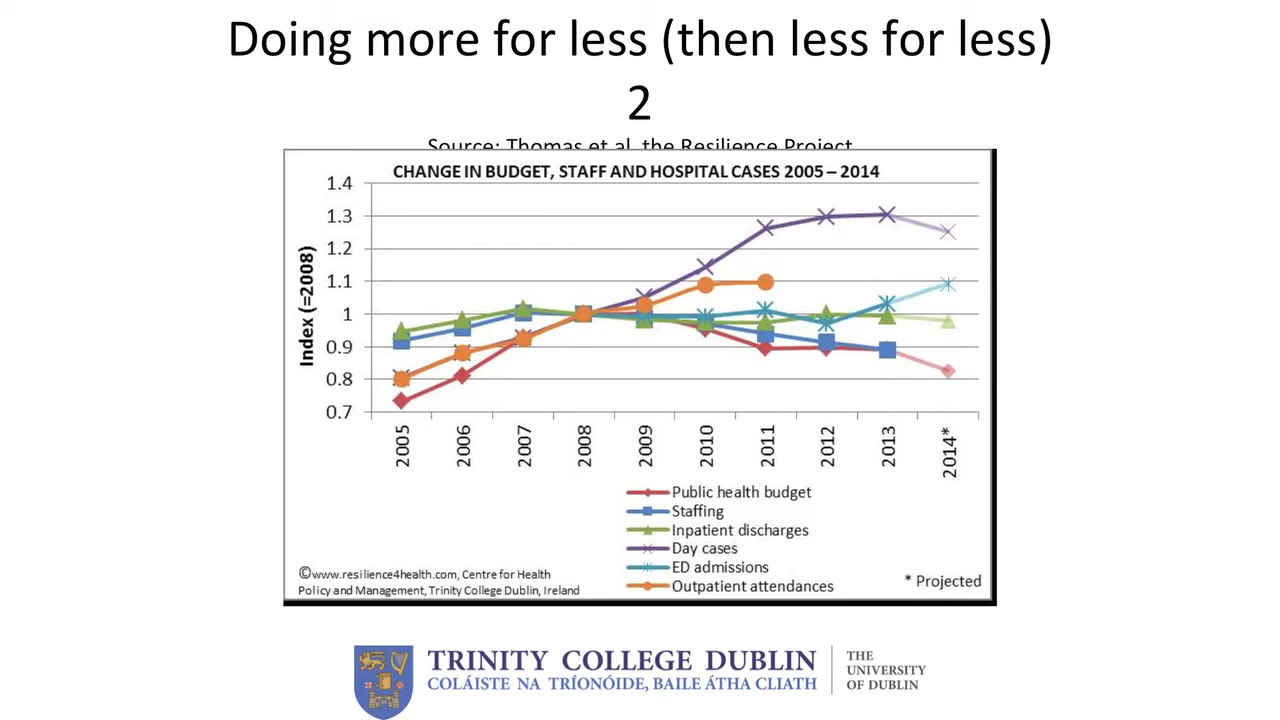 Doing more for less (then less for less)
2
Source: Thomas et al, the Resilience Project
CHANGE IN BUDGET, STAFF AND HOSPITAL CASES 2005 – 2014
Index (=2008)
1.4
1.3
1.2
1.1
1
0.9
0.8
0.7
2005
2006
2007
2008
2009
2010
2011
2012
2013
2014*
Public health budget
Staffing
Inpatient discharges
Day cases
ED admissions
Outpatient attendances
©www.resilience4health.com, Centre for Health
Policy and Management, Trinity College Dublin, Ireland
* Projected
TRINITY COLLEGE DUBLIN
COLÁISTE NA TRÍONÓIDE, BAILE ÁTHA CLIATH
THE
UNIVERSITY
OF DUBLIN